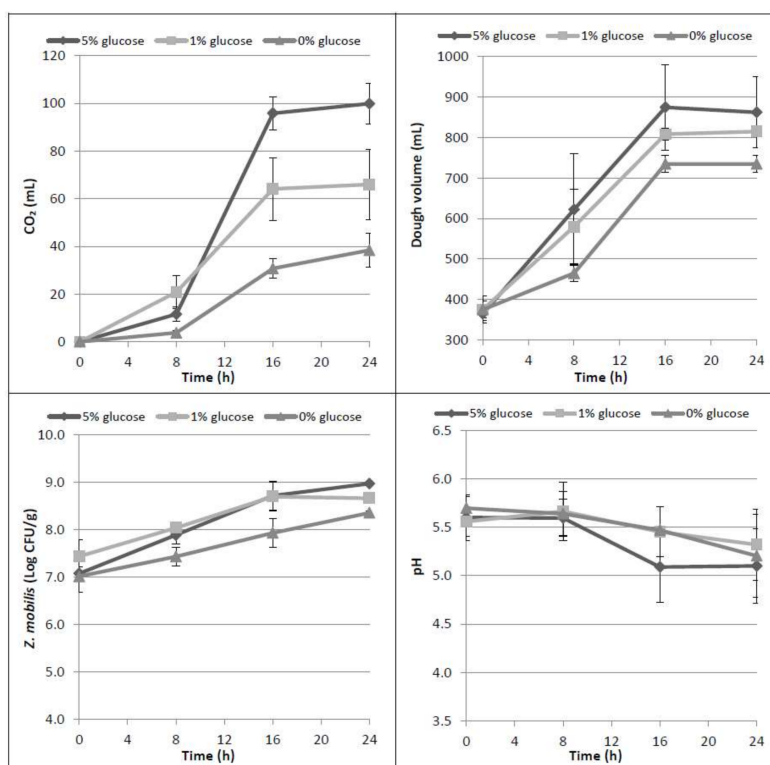 5% glucose 1% glucose 0% glucose
120
100
80
60
40
20
0
CO₂ (mL)
0 4 8 12 16 20 24
Time (h)
5% glucose 1% glucose 0% glucose
1000
900
800
700
600
500
400
300
Dough volume (mL)
0 4 8 12 16 20 24
Time (h)
5% glucose 1% glucose 0% glucose
10.0
9.0
8.0
7.0
6.0
5.0
4.0
Z. mobilis (Log CFU/g)
0 4 8 12 16 20 24
Time (h)
5% glucose 1% glucose 0% glucose
6.5
6.0
5.5
5.0
4.5
4.0
3.5
pH
0 4 8 12 16 20 24
Time (h)